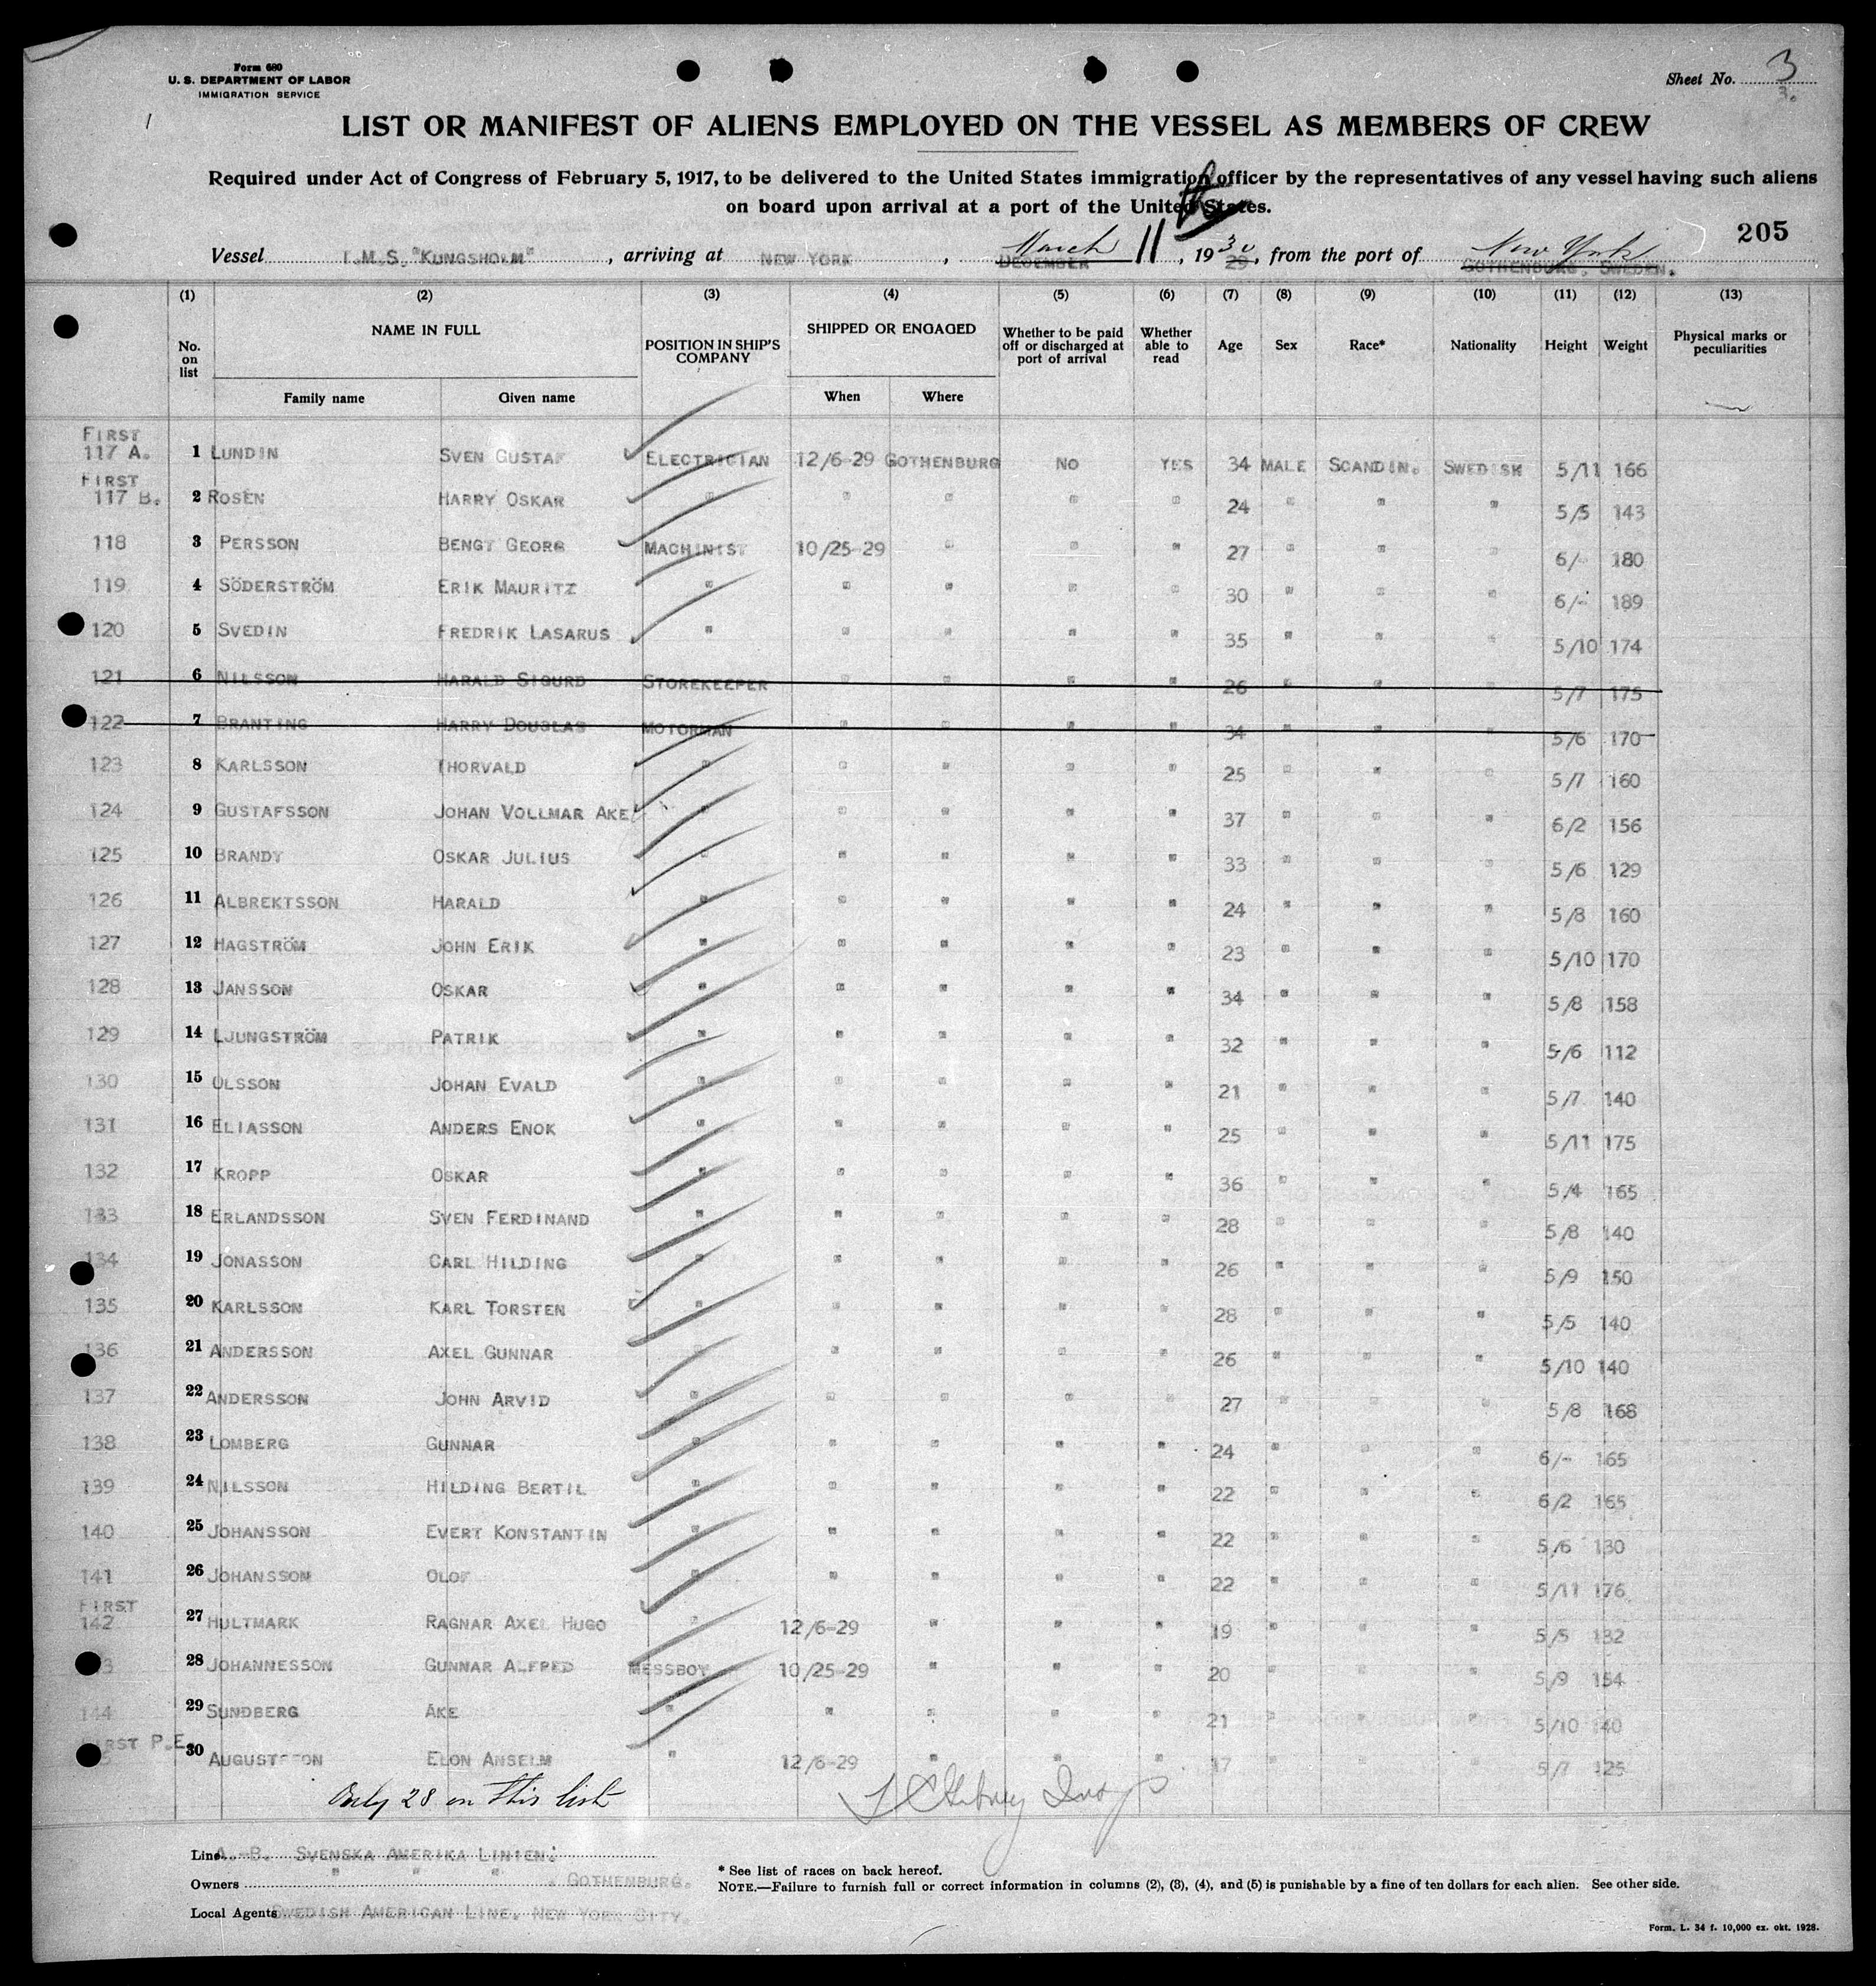 Form 680
U. S. DEPARTMENT OF LABOR
IMMIGRATION SERVICE
Sheet No. 3
3.
LIST OR MANIFEST OF ALIENS EMPLOYED ON THE VESSEL AS MEMBERS OF CREW
Required under Act of Congress of February 5, 1917, to be delivered to the United States immigration officer by the representatives of any vessel having such aliens
on board upon arrival at a port of the United States.
205
Vessel T.M.S. "KUNGSHOLM", arriving at NEW YORK, DECEMBER March 11, 19 29 30, from the port of GOTHENBURG, SWEDEN. New York
(1) (2) (3) (4) (5) (6) (7) (8) (9) (10) (11) (12) (13)
No. on list NAME IN FULL Family name Given name POSITION IN SHIP'S COMPANY SHIPPED OR ENGAGED When Where Whether to be paid off or discharged at port of arrival Whether able to read Age Sex Race* Nationality Height Weight Physical marks or peculiarities
FIRST
117 A. 1 LUNDIN SVEN GUSTAF ELECTRICIAN 12/6-29 GOTHENBURG NO YES 34 MALE SCANDIN. SWEDISH 5/11 166
FIRST
117 B. 2 ROSÉN HARRY OSKAR " " " " " 24 " " " 5/5 143
118 3 PERSSON BENGT GEORG MACHINIST 10/25-29 " " " 27 " " " 6/- 180
119 4 SÖDERSTRÖM ERIK MAURITZ " " " " " 30 " " " 6/- 189
120 5 SVEDIN FREDRIK LASARUS " " " " " 35 " " " 5/10 174
121 6 NILSSON HARALD SIGURD STOREKEEPER " " " " 26 " " " 5/7 175
122 7 BRANTING HARRY DOUGLAS MOTORMAN " " " " 34 " " " 5/6 170
123 8 KARLSSON THORVALD " " " " " 25 " " " 5/7 160
124 9 GUSTAFSSON JOHAN VOLLMAR AKE " " " " " 37 " " " 6/2 156
125 10 BRANDT OSKAR JULIUS " " " " " 33 " " " 5/6 129
126 11 ALBREKTSSON HARALD " " " " " 24 " " " 5/8 160
127 12 HAGSTRÖM JOHN ERIK " " " " " 23 " " " 5/10 170
128 13 JANSSON OSKAR " " " " " 34 " " " 5/8 158
129 14 LJUNGSTRÖM PATRIK " " " " " 32 " " " 5/6 112
130 15 OLSSON JOHAN EVALD " " " " " 21 " " " 5/7 140
131 16 ELIASSON ANDERS ENOK " " " " " 25 " " " 5/11 175
132 17 KROPP OSKAR " " " " " 36 " " " 5/4 165
133 18 ERLANDSSON SVEN FERDINAND " " " " " 28 " " " 5/8 140
134 19 JONASSON CARL HILDING " " " " " 26 " " " 5/9 150
135 20 KARLSSON KARL TORSTEN " " " " " 28 " " " 5/5 140
136 21 ANDERSSON AXEL GUNNAR " " " " " 26 " " " 5/10 140
137 22 ANDERSSON JOHN ARVID " " " " " 27 " " " 5/8 168
138 23 LOMBERG GUNNAR " " " " " 24 " " " 6/- 165
139 24 NILSSON HILDING BERTIL " " " " " 22 " " " 6/2 165
140 25 JOHANSSON EVERT KONSTANTIN " " " " " 22 " " " 5/6 130
141 26 JOHANSSON OLOF " " " " " 22 " " " 5/11 176
FIRST
142 27 HULTMARK RAGNAR AXEL HUGO " 12/6-29 " " " 19 " " " 5/5 132
3 28 JOHANNESSON GUNNAR ALFRED MESSBOY 10/25-29 " " " 20 " " " 5/9 154
144 29 SUNDBERG ÅKE " " " " " 21 " " " 5/10 140
FIRST P.E.
30 AUGUSTSSON ELON ANSELM " 12/6-29 " " " 17 " " " 5/7 125
Only 28 on this list
Line A.-B. SVENSKA AMERIKA LINIEN.
Owners " " " . GOTHENBURG.
Local Agents SWEDISH AMERICAN LINE, NEW YORK CITY.
* See list of races on back hereof.
NOTE.—Failure to furnish full or correct information in columns (2), (3), (4), and (5) is punishable by a fine of ten dollars for each alien. See other side.
Form. L. 34 f. 10,000 ex. okt. 1928.